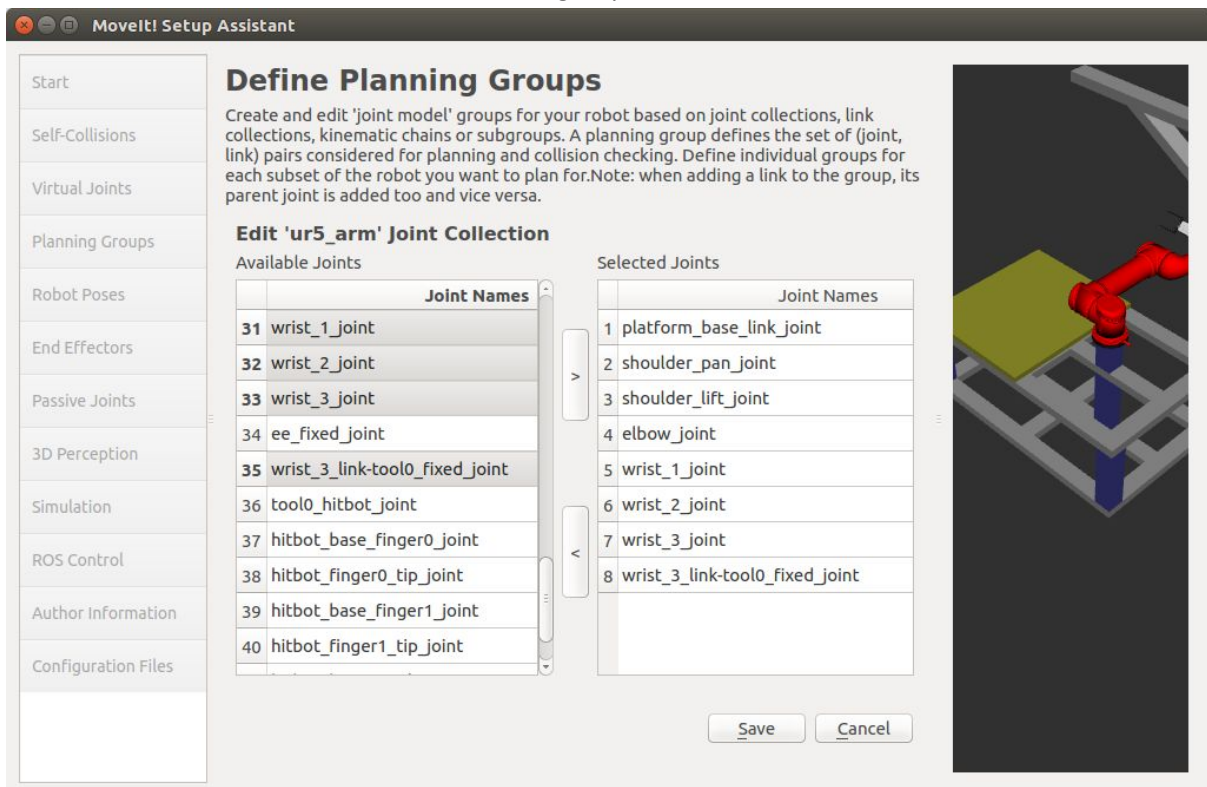 MoveIt! Setup Assistant
Start
Self-Collisions
Virtual Joints
Planning Groups
Robot Poses
End Effectors
Passive Joints
3D Perception
Simulation
ROS Control
Author Information
Configuration Files
Define Planning Groups
Create and edit 'joint model' groups for your robot based on joint collections, link
collections, kinematic chains or subgroups. A planning group defines the set of (joint,
link) pairs considered for planning and collision checking. Define individual groups for
each subset of the robot you want to plan for.Note: when adding a link to the group, its
parent joint is added too and vice versa.
Edit 'ur5_arm' Joint Collection
Available Joints
Joint Names
31 wrist_1_joint
32 wrist_2_joint
33 wrist_3_joint
34 ee_fixed_joint
35 wrist_3_link-tool0_fixed_joint
36 tool0_hitbot_joint
37 hitbot_base_finger0_joint
38 hitbot_finger0_tip_joint
39 hitbot_base_finger1_joint
40 hitbot_finger1_tip_joint
>
<
Selected Joints
Joint Names
1 platform_base_link_joint
2 shoulder_pan_joint
3 shoulder_lift_joint
4 elbow_joint
5 wrist_1_joint
6 wrist_2_joint
7 wrist_3_joint
8 wrist_3_link-tool0_fixed_joint
Save
Cancel